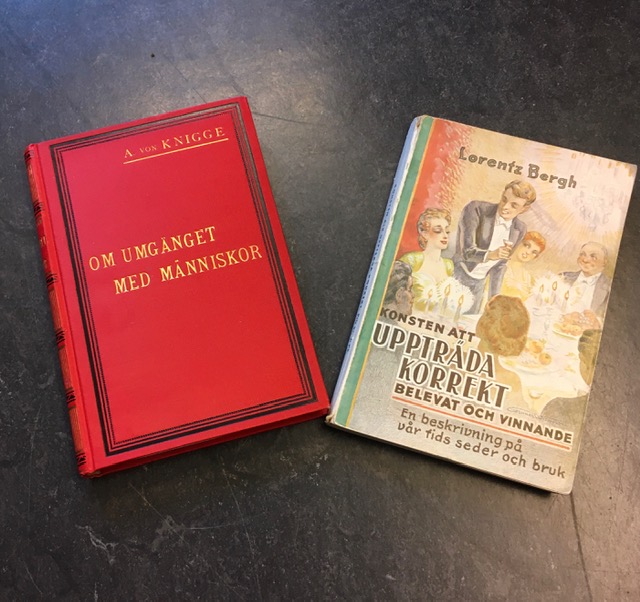 A. VON KNIGGE
OM UMGÄNGET
MED MÄNNISKOR
Lorentz Bergh
KONSTEN ATT
UPPTRÄDA
KORREKT
BELEVAT OCH VINNANDE
En beskrivning på
vår tids seder och bruk